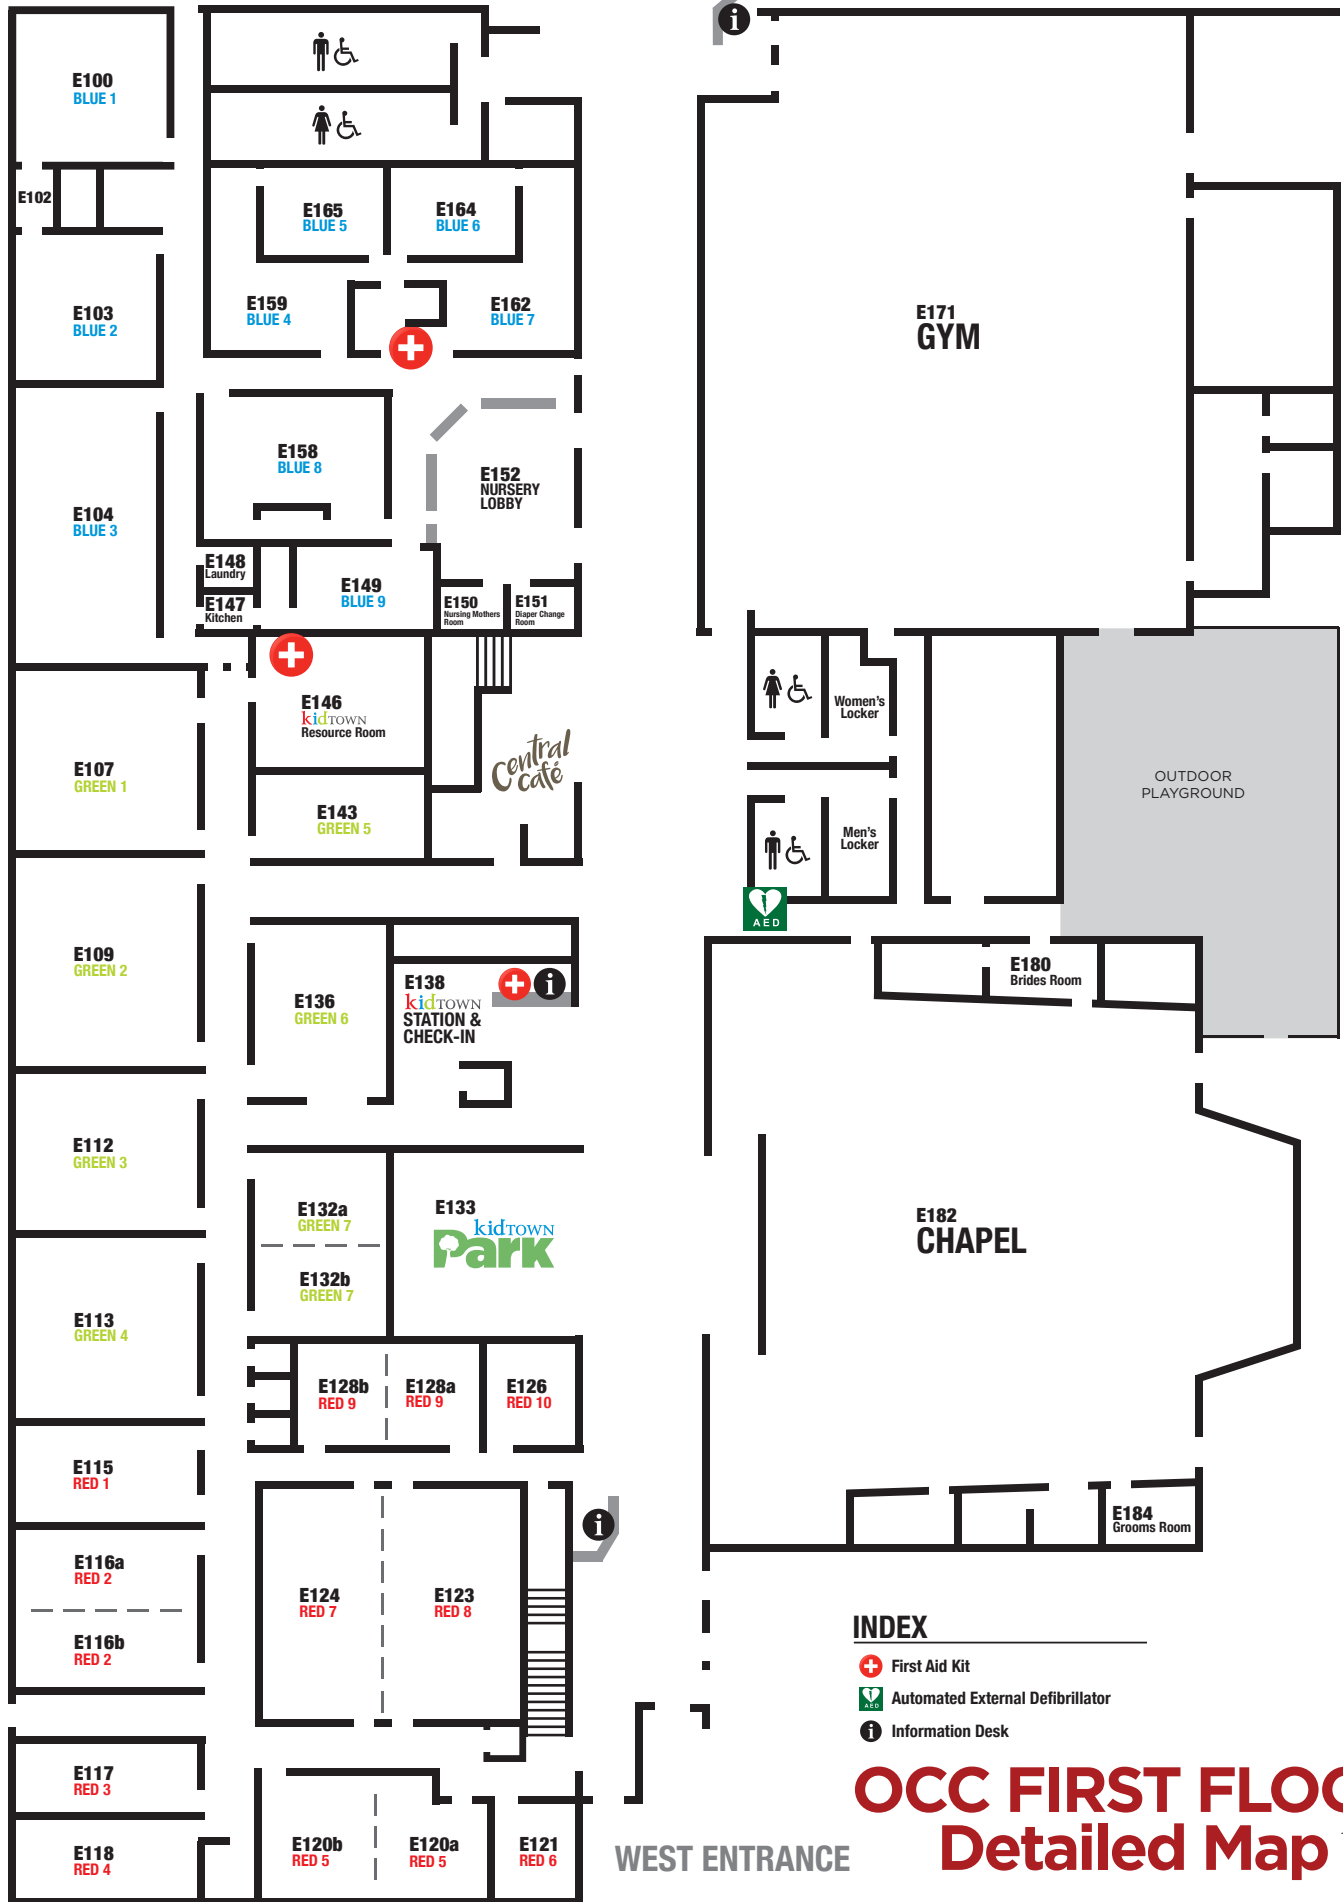 E100
BLUE 1
E102
E103
BLUE 2
E104
BLUE 3
E165
BLUE 5
E164
BLUE 6
E159
BLUE 4
E162
BLUE 7
E158
BLUE 8
E152
NURSERY
LOBBY
E148
Laundry
E147
Kitchen
E149
BLUE 9
E150
Nursing Mothers
Room
E151
Diaper Change
Room
E171
GYM
E146
kidTOWN
Resource Room
Central
café
Women's
Locker
Men's
Locker
OUTDOOR
PLAYGROUND
E107
GREEN 1
E143
GREEN 5
AED
E109
GREEN 2
E136
GREEN 6
E138
kidTOWN
STATION &
CHECK-IN
i
E180
Brides Room
E112
GREEN 3
E132a
GREEN 7
E132b
GREEN 7
E133
kidTOWN
Park
E182
CHAPEL
E113
GREEN 4
E128b
RED 9
E128a
RED 9
E126
RED 10
E115
RED 1
E116a
RED 2
E116b
RED 2
E124
RED 7
E123
RED 8
i
E184
Grooms Room
E117
RED 3
E118
RED 4
E120b
RED 5
E120a
RED 5
E121
RED 6
WEST ENTRANCE
i
INDEX
First Aid Kit
AED Automated External Defibrillator
i Information Desk
OCC FIRST FLOO
Detailed Map